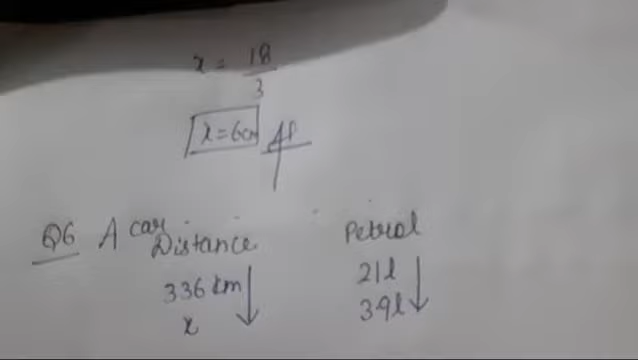 x = 18/3
x = 6cm
Q6 A car
Distance Petrol
336 km 21l
x 39l